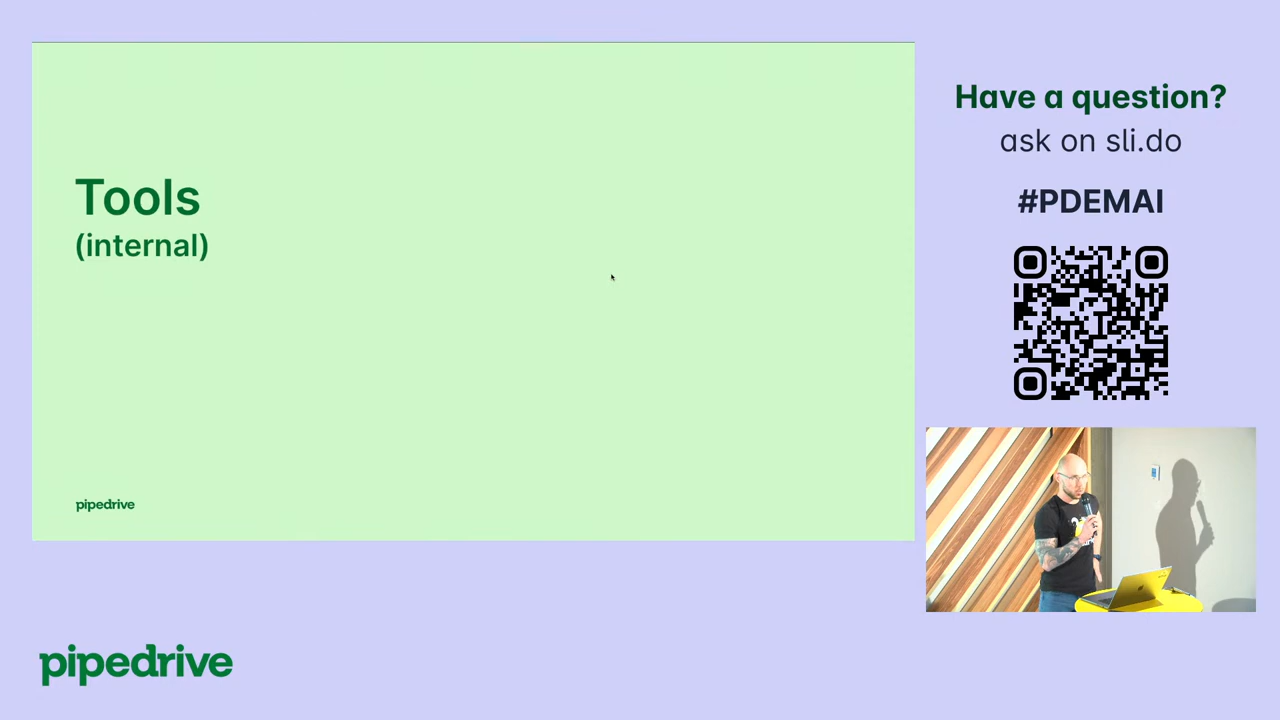 Tools
(internal)
pipedrive
Have a question?
ask on sli.do
#PDEMAI
pipedrive